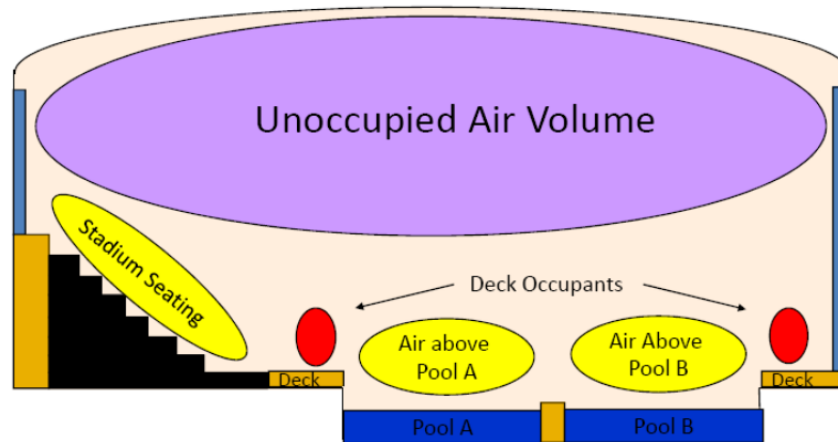 Unoccupied Air Volume
Stadium Seating
Deck Occupants
Air above
Pool A
Air Above
Pool B
Deck
Deck
Pool A
Pool B